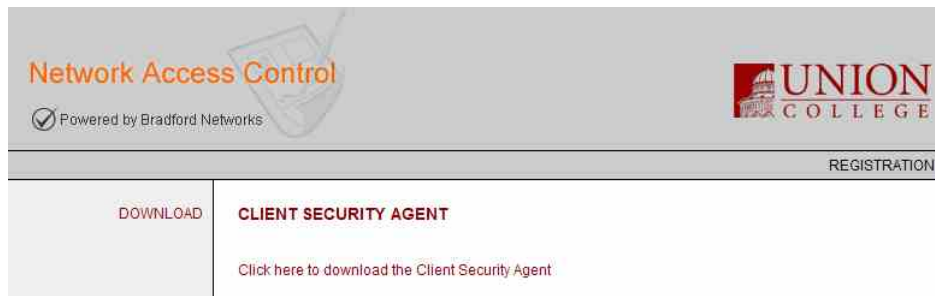 Network Access Control
Powered by Bradford Networks
UNION
COLLEGE
REGISTRATION
DOWNLOAD
CLIENT SECURITY AGENT
Click here to download the Client Security Agent